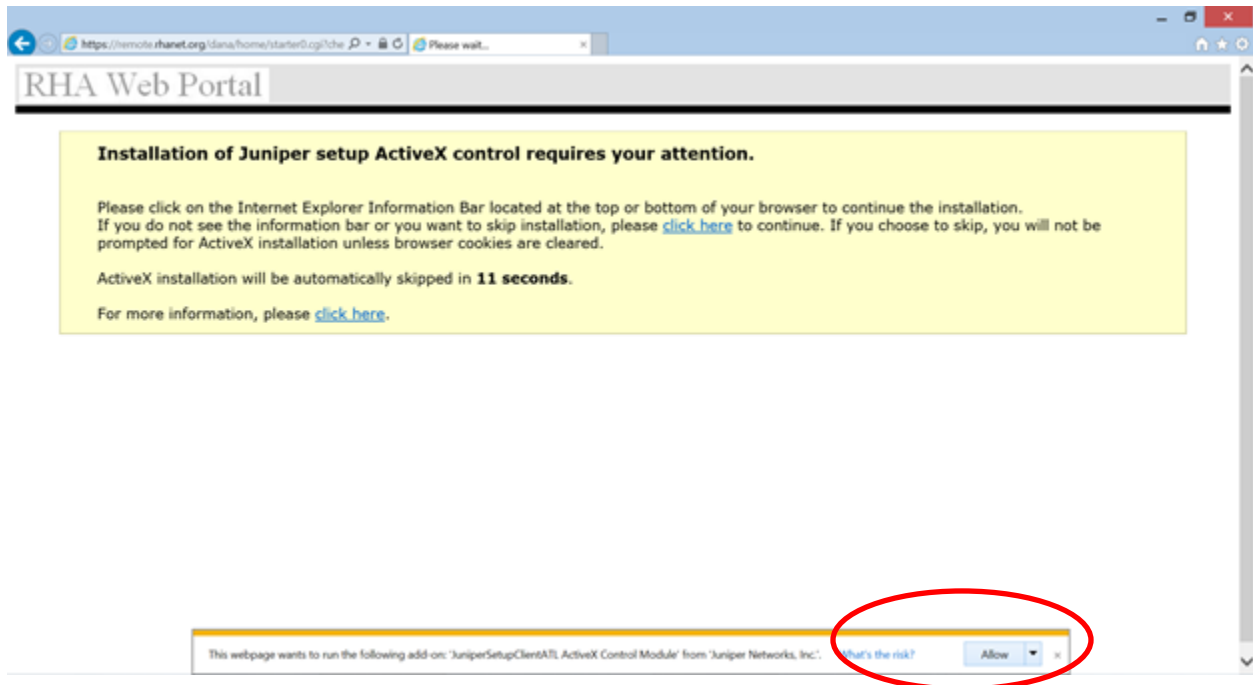 https://remote.rhanet.org/dana/home/starter0.cgi?che
Please wait...
RHA Web Portal
Installation of Juniper setup ActiveX control requires your attention.
Please click on the Internet Explorer Information Bar located at the top or bottom of your browser to continue the installation.
If you do not see the information bar or you want to skip installation, please click here to continue. If you choose to skip, you will not be
prompted for ActiveX installation unless browser cookies are cleared.
ActiveX installation will be automatically skipped in 11 seconds.
For more information, please click here.
This webpage wants to run the following add-on: 'JuniperSetupClientATL ActiveX Control Module' from 'Juniper Networks, Inc.'. What's the risk? Allow